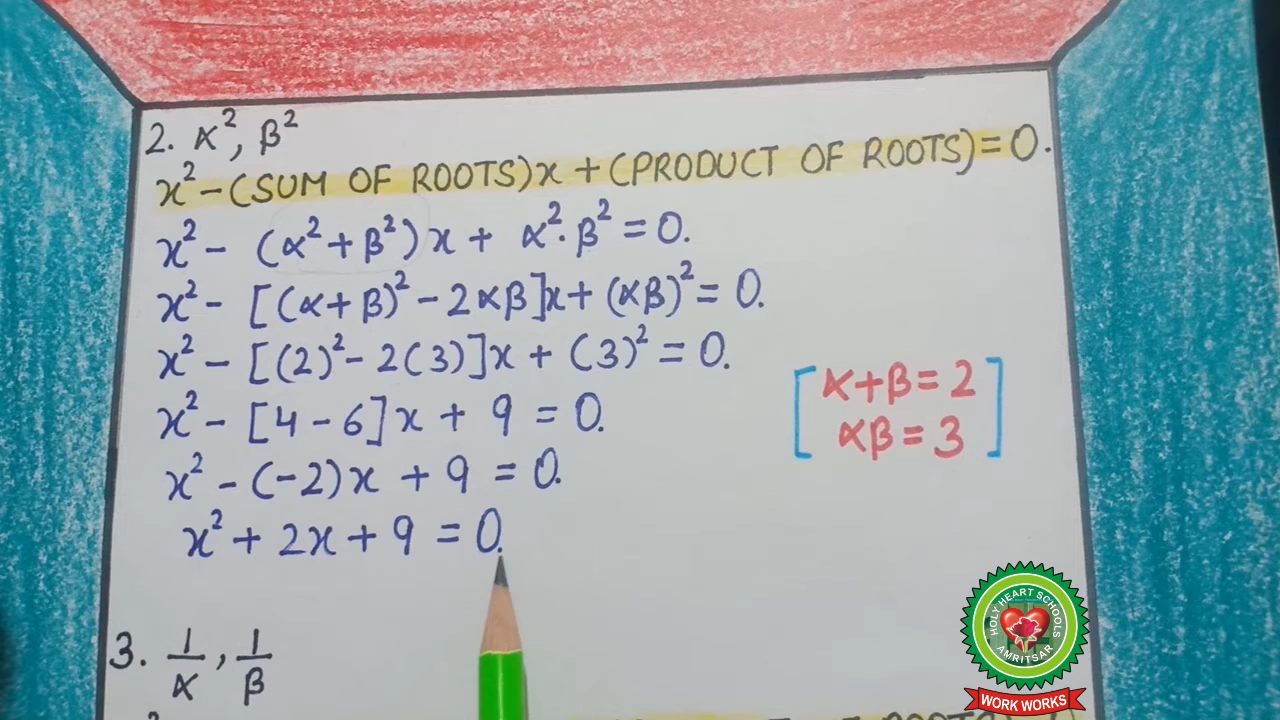 2. α², β²
x² - (SUM OF ROOTS)x + (PRODUCT OF ROOTS) = 0.
x² - (α² + β²) x + α². β² = 0.
x² - [(α + β)² - 2αβ]x + (αβ)² = 0.
x² - [(2)² - 2(3)]x + (3)² = 0.
x² - [4 - 6]x + 9 = 0.
x² - (-2)x + 9 = 0.
x² + 2x + 9 = 0.
[α + β = 2
αβ = 3]
3. 1/α , 1/β
HOLY HEART SCHOOLS
AMRITSAR
WORK WORKS